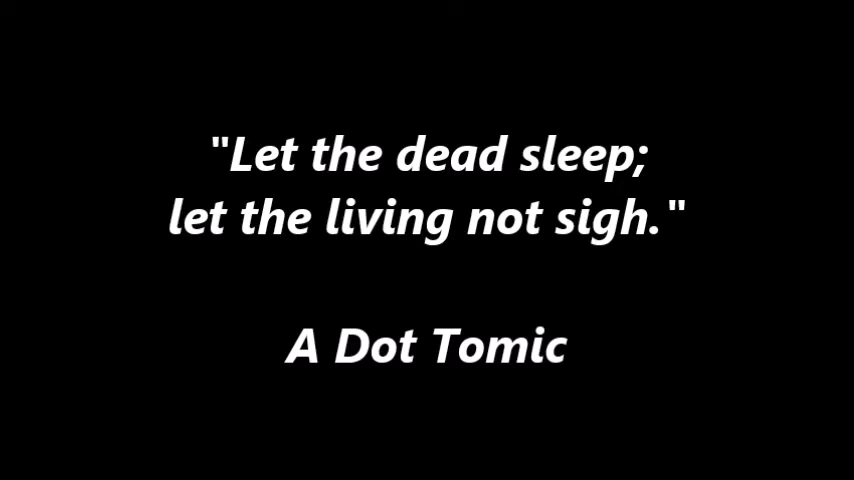 "Let the dead sleep;
let the living not sigh."
A Dot Tomic